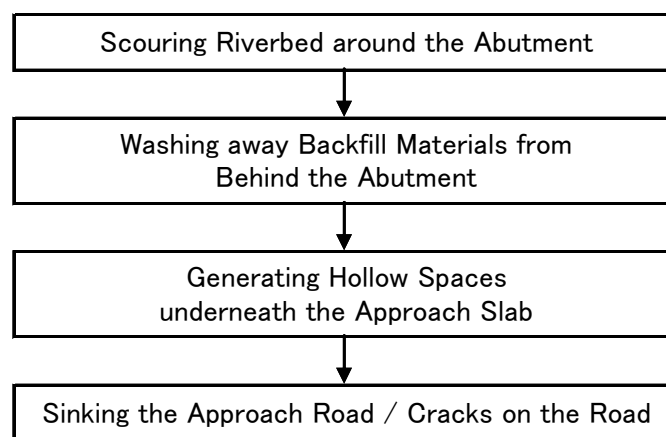 Scouring Riverbed around the Abutment
Washing away Backfill Materials from
Behind the Abutment
Generating Hollow Spaces
underneath the Approach Slab
Sinking the Approach Road / Cracks on the Road